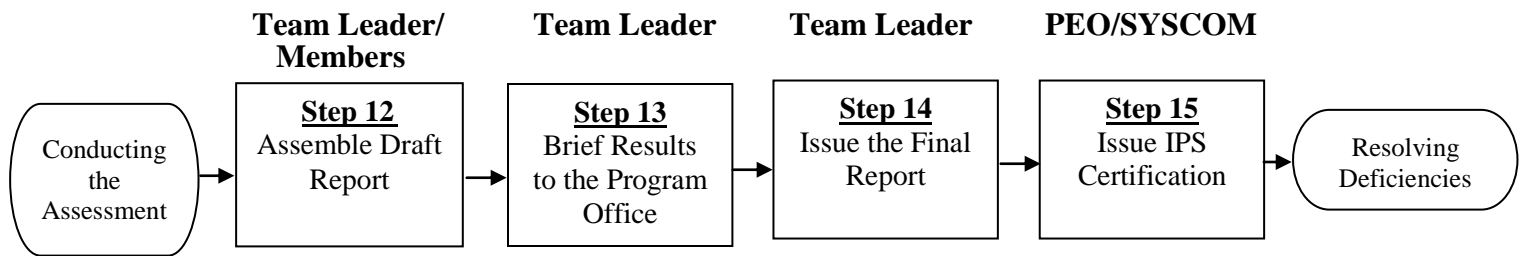 Team Leader/
Members
Team Leader
Team Leader
PEO/SYSCOM
Conducting
the
Assessment
Step 12
Assemble Draft
Report
Step 13
Brief Results
to the Program
Office
Step 14
Issue the Final
Report
Step 15
Issue IPS
Certification
Resolving
Deficiencies